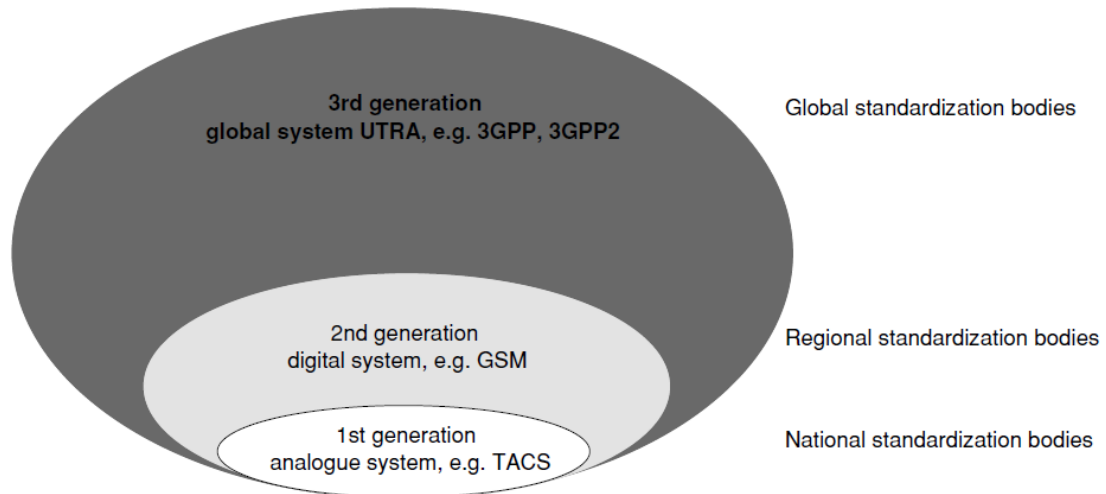 3rd generation
global system UTRA, e.g. 3GPP, 3GPP2
Global standardization bodies
2nd generation
digital system, e.g. GSM
Regional standardization bodies
1st generation
analogue system, e.g. TACS
National standardization bodies